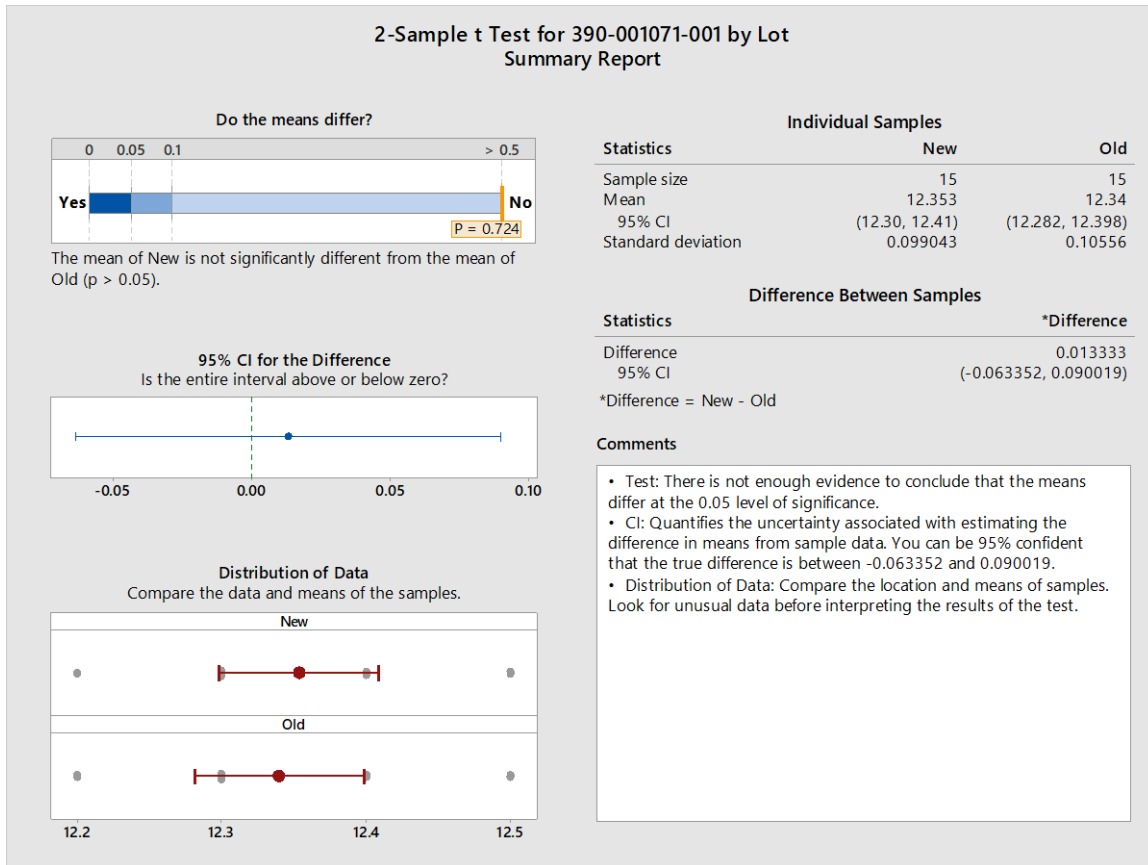 2-Sample t Test for 390-001071-001 by Lot
Summary Report
Do the means differ?
0 0.05 0.1 > 0.5
Yes No
P = 0.724
The mean of New is not significantly different from the mean of
Old (p > 0.05).
95% CI for the Difference
Is the entire interval above or below zero?
-0.05 0.00 0.05 0.10
Distribution of Data
Compare the data and means of the samples.
New
Old
12.2 12.3 12.4 12.5
Individual Samples
Statistics New Old
Sample size 15 15
Mean 12.353 12.34
95% CI (12.30, 12.41) (12.282, 12.398)
Standard deviation 0.099043 0.10556
Difference Between Samples
Statistics *Difference
Difference 0.013333
95% CI (-0.063352, 0.090019)
*Difference = New - Old
Comments
• Test: There is not enough evidence to conclude that the means
differ at the 0.05 level of significance.
• CI: Quantifies the uncertainty associated with estimating the
difference in means from sample data. You can be 95% confident
that the true difference is between -0.063352 and 0.090019.
• Distribution of Data: Compare the location and means of samples.
Look for unusual data before interpreting the results of the test.